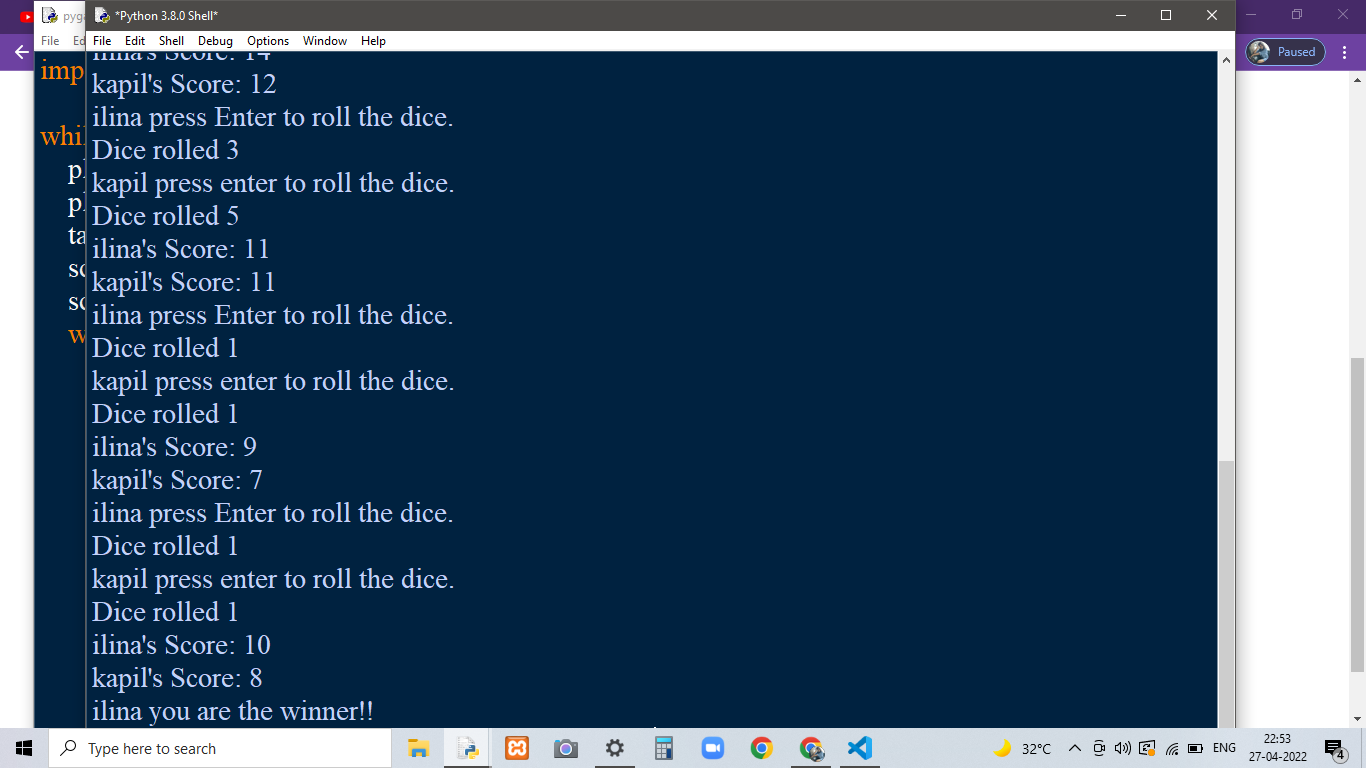 pyg
*Python 3.8.0 Shell*
File Ed
File Edit Shell Debug Options Window Help
Paused
imp
whi
p
p
ta
sc
sc
w
ilina's Score: 14
kapil's Score: 12
ilina press Enter to roll the dice.
Dice rolled 3
kapil press enter to roll the dice.
Dice rolled 5
ilina's Score: 11
kapil's Score: 11
ilina press Enter to roll the dice.
Dice rolled 1
kapil press enter to roll the dice.
Dice rolled 1
ilina's Score: 9
kapil's Score: 7
ilina press Enter to roll the dice.
Dice rolled 1
kapil press enter to roll the dice.
Dice rolled 1
ilina's Score: 10
kapil's Score: 8
ilina you are the winner!!
Type here to search
32°C
ENG
22:53
27-04-2022
4